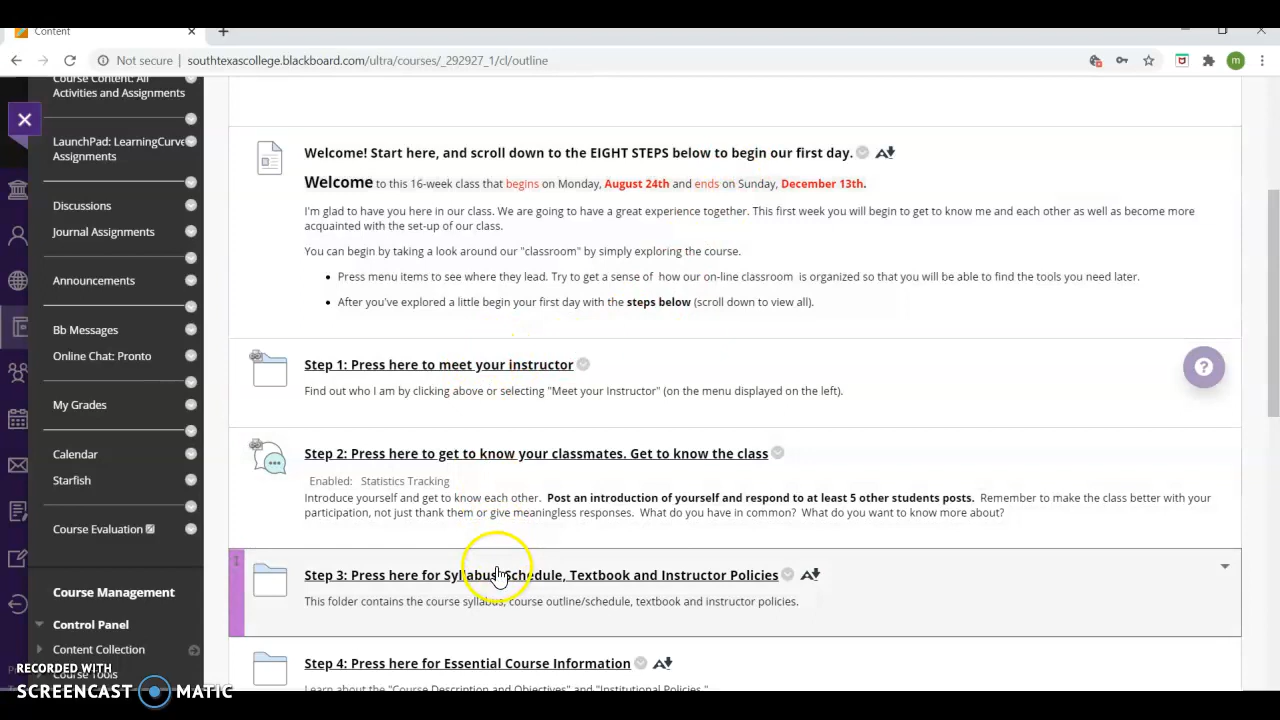 Content
Not secure
southtexascollege.blackboard.com/ultra/courses/_292927_1/cl/outline
m
Course Content: All
Activities and Assignments
LaunchPad: LearningCurve
Assignments
Discussions
Journal Assignments
Announcements
Bb Messages
Online Chat: Pronto
My Grades
Calendar
Starfish
Course Evaluation
Course Management
Control Panel
Content Collection
Course Tools
Welcome! Start here, and scroll down to the EIGHT STEPS below to begin our first day.
Welcome to this 16-week class that begins on Monday, August 24th and ends on Sunday, December 13th.
I'm glad to have you here in our class. We are going to have a great experience together. This first week you will begin to get to know me and each other as well as become more
acquainted with the set-up of our class.
You can begin by taking a look around our "classroom" by simply exploring the course.
Press menu items to see where they lead. Try to get a sense of how our on-line classroom is organized so that you will be able to find the tools you need later.
After you've explored a little begin your first day with the steps below (scroll down to view all).
Step 1: Press here to meet your instructor
Find out who I am by clicking above or selecting "Meet your Instructor" (on the menu displayed on the left).
Step 2: Press here to get to know your classmates. Get to know the class
Enabled: Statistics Tracking
Introduce yourself and get to know each other. Post an introduction of yourself and respond to at least 5 other students posts. Remember to make the class better with your
participation, not just thank them or give meaningless responses. What do you have in common? What do you want to know more about?
Step 3: Press here for Syllabus, Schedule, Textbook and Instructor Policies
This folder contains the course syllabus, course outline/schedule, textbook and instructor policies.
Step 4: Press here for Essential Course Information
Learn about the "Course Description and Objectives" and "Institutional Policies."
?
RECORDED WITH
SCREENCAST MATIC